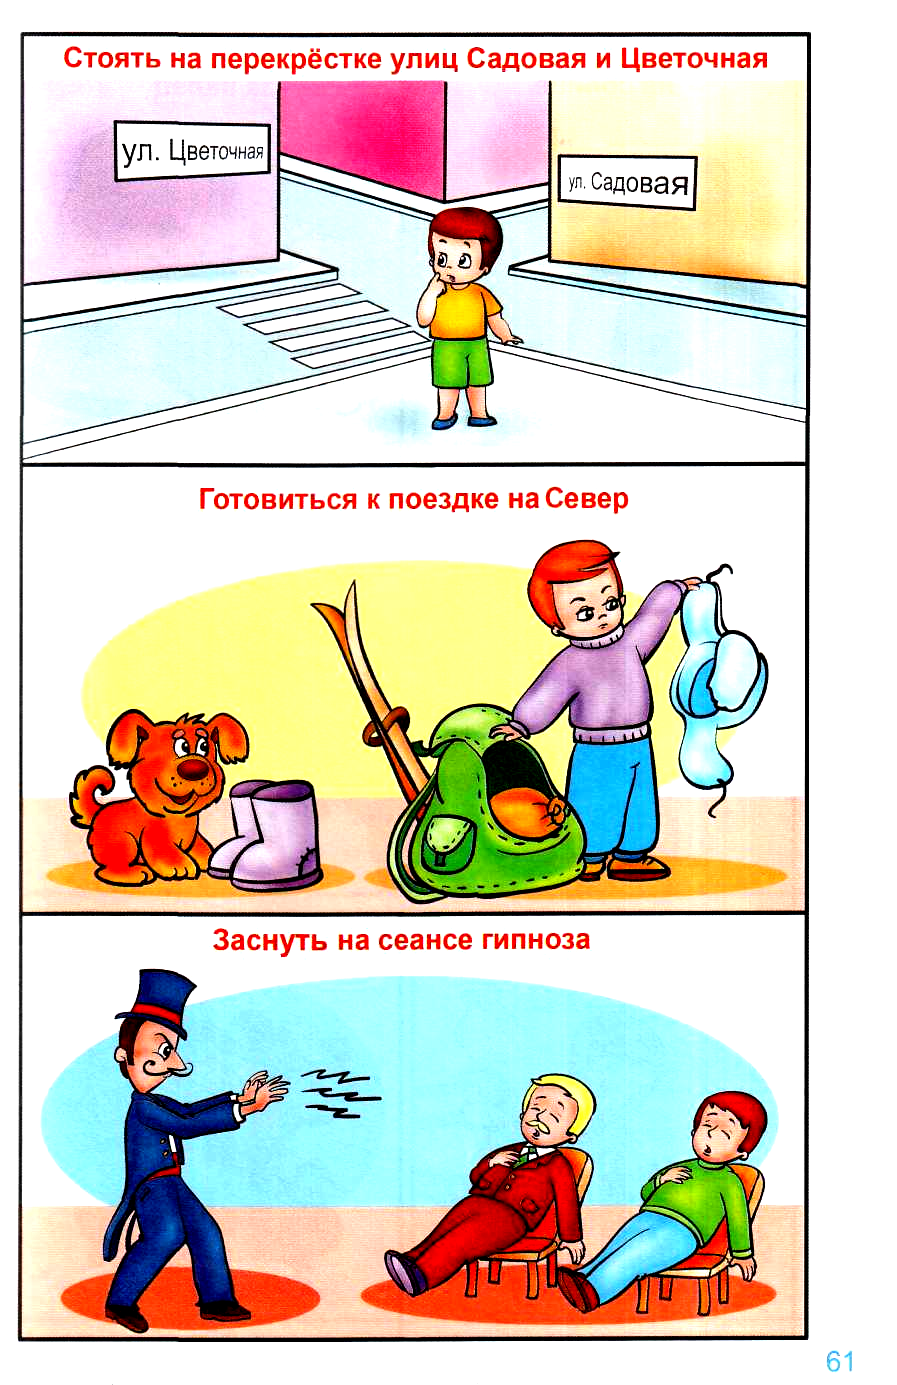 Стоять на перекрёстке улиц Садовая и Цветочная
ул. Цветочная
ул. Садовая
Готовиться к поездке на Север
Заснуть на сеансе гипноза
61